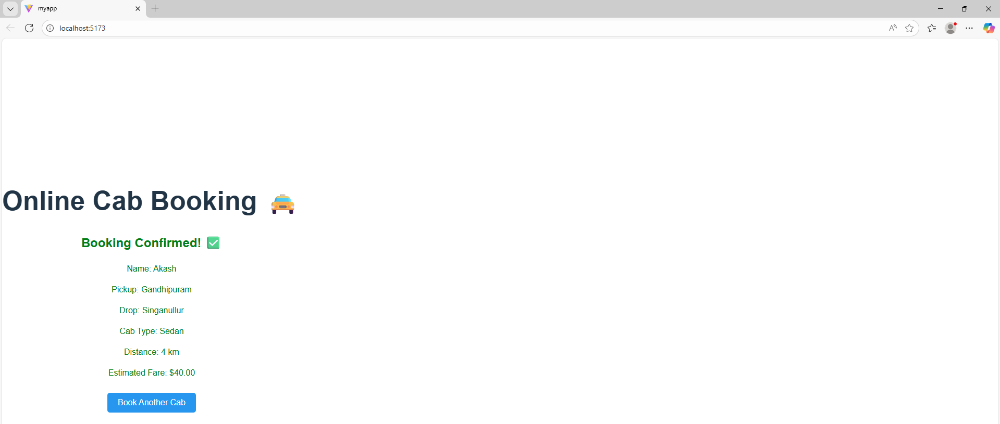 myapp
localhost:5173
Online Cab Booking 🚖
Booking Confirmed! ✅
Name: Akash
Pickup: Gandhipuram
Drop: Singanullur
Cab Type: Sedan
Distance: 4 km
Estimated Fare: $40.00
Book Another Cab